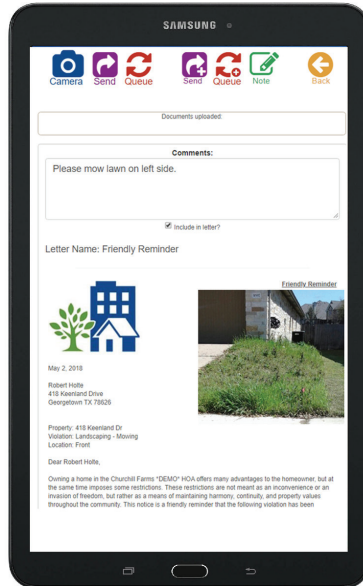 SAMSUNG
Camera Send Queue Send Queue Note Back
Documents uploaded:
Comments:
Please mow lawn on left side.
Include in letter?
Letter Name: Friendly Reminder
Friendly Reminder
May 2, 2018
Robert Holte
418 Keenland Drive
Georgetown TX 78626
Property: 418 Keenland Dr
Violation: Landscaping - Mowing
Location: Front
Dear Robert Holte,
Owning a home in the Churchill Farms *DEMO* HOA offers many advantages to the homeowner, but at
the same time imposes some restrictions. These restrictions are not meant as an inconvenience or an
invasion of freedom, but rather as a means of maintaining harmony, continuity, and property values
throughout the community. This notice is a friendly reminder that the following violation has been